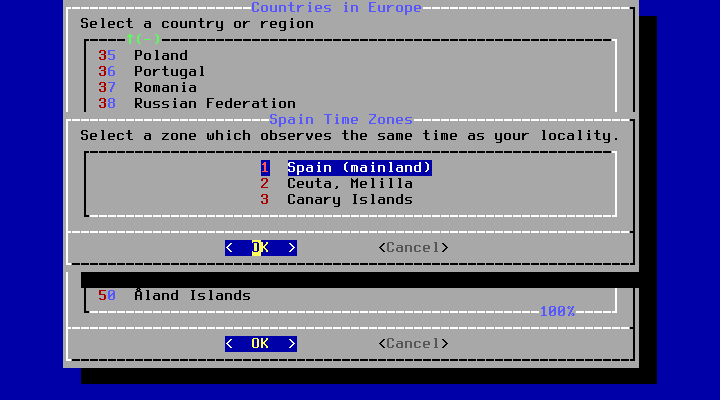 Countries in Europe
Select a country or region
↑(-)
35 Poland
36 Portugal
37 Romania
38 Russian Federation
Spain Time Zones
Select a zone which observes the same time as your locality.
1 Spain (mainland)
2 Ceuta, Melilla
3 Canary Islands
< OK > <Cancel>
50 Åland Islands
100%
< OK > <Cancel>